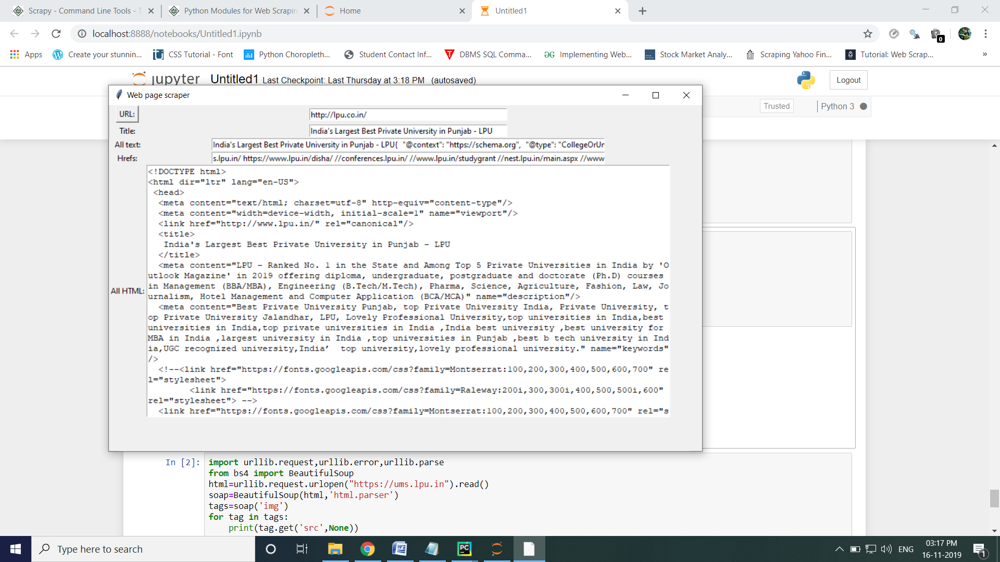 Scrapy - Command Line Tools - T
Python Modules for Web Scrapin
Home
Untitled1
localhost:8888/notebooks/Untitled1.ipynb
0
Apps
Create your stunnin...
CSS Tutorial - Font
Python Choropleth...
Student Contact Inf...
DBMS SQL Comma...
Implementing Web...
Stock Market Analy...
Scraping Yahoo Fin...
Tutorial: Web Scrap...
»
jupyter Untitled1 Last Checkpoint: Last Thursday at 3:18 PM (autosaved)
Logout
Trusted
Python 3
Web page scraper
URL:
http://lpu.co.in/
Title:
India's Largest Best Private University in Punjab - LPU
All text:
India's Largest Best Private University in Punjab - LPU{ "@context": "https://schema.org", "@type": "CollegeOrUr
Hrefs:
s.lpu.in/ https://www.lpu.in/disha/ //conferences.lpu.in/ //www.lpu.in/studygrant //nest.lpu.in/main.aspx //www
All HTML:
<!DOCTYPE html>
<html dir="ltr" lang="en-US">
<head>
<meta content="text/html; charset=utf-8" http-equiv="content-type"/>
<meta content="width=device-width, initial-scale=1" name="viewport"/>
<link href="http://www.lpu.in/" rel="canonical"/>
<title>
India's Largest Best Private University in Punjab - LPU
</title>
<meta content="LPU - Ranked No. 1 in the State and Among Top 5 Private Universities in India by 'O
utlook Magazine' in 2019 offering diploma, undergraduate, postgraduate and doctorate (Ph.D) courses
in Management (BBA/MBA), Engineering (B.Tech/M.Tech), Pharma, Science, Agriculture, Fashion, Law, Jo
urnalism, Hotel Management and Computer Application (BCA/MCA)" name="description"/>
<meta content="Best Private University Punjab, top Private University India, Private University, t
op Private University Jalandhar, LPU, Lovely Professional University,top universities in India,best
universities in India,top private universities in India ,India best university ,best university for
MBA in India ,largest university in India ,top universities in Punjab ,best b tech university in Ind
ia,UGC recognized university,India’ top university,lovely professional university." name="keywords"
/>
<!--<link href="https://fonts.googleapis.com/css?family=Montserrat:100,200,300,400,500,600,700" re
l="stylesheet">
<link href="https://fonts.googleapis.com/css?family=Raleway:200i,300,300i,400,500,500i,600"
rel="stylesheet"> -->
<link href="https://fonts.googleapis.com/css?family=Montserrat:100,200,300,400,500,600,700" rel="s
In [2]:
import urllib.request,urllib.error,urllib.parse
from bs4 import BeautifulSoup
html=urllib.request.urlopen("https://ums.lpu.in").read()
soap=BeautifulSoup(html,'html.parser')
tags=soap('img')
for tag in tags:
print(tag.get('src',None))
Type here to search
PC
ENG
03:17 PM
16-11-2019
1